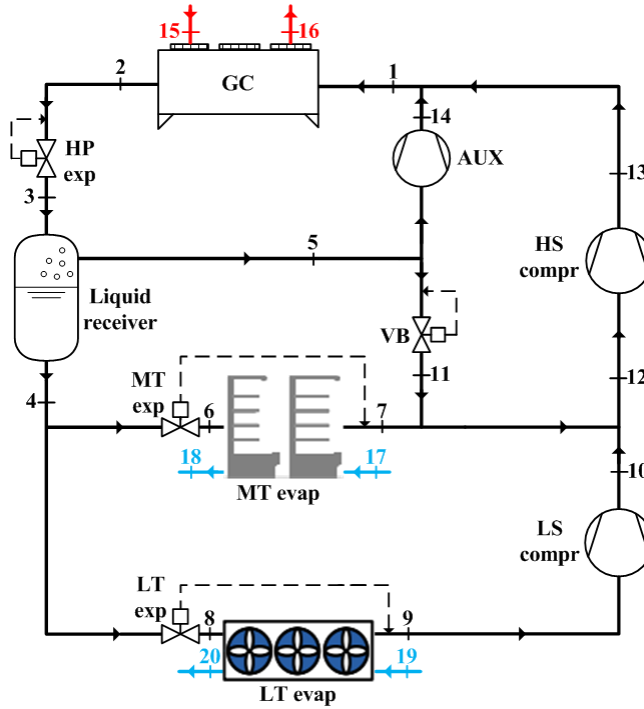 15
16
2
1
GC
14
HP
exp
AUX
13
3
5
HS
compr
Liquid
receiver
VB
11
12
MT
exp
4
6
7
18
17
10
MT evap
LS
compr
LT
exp
8
9
20
19
LT evap